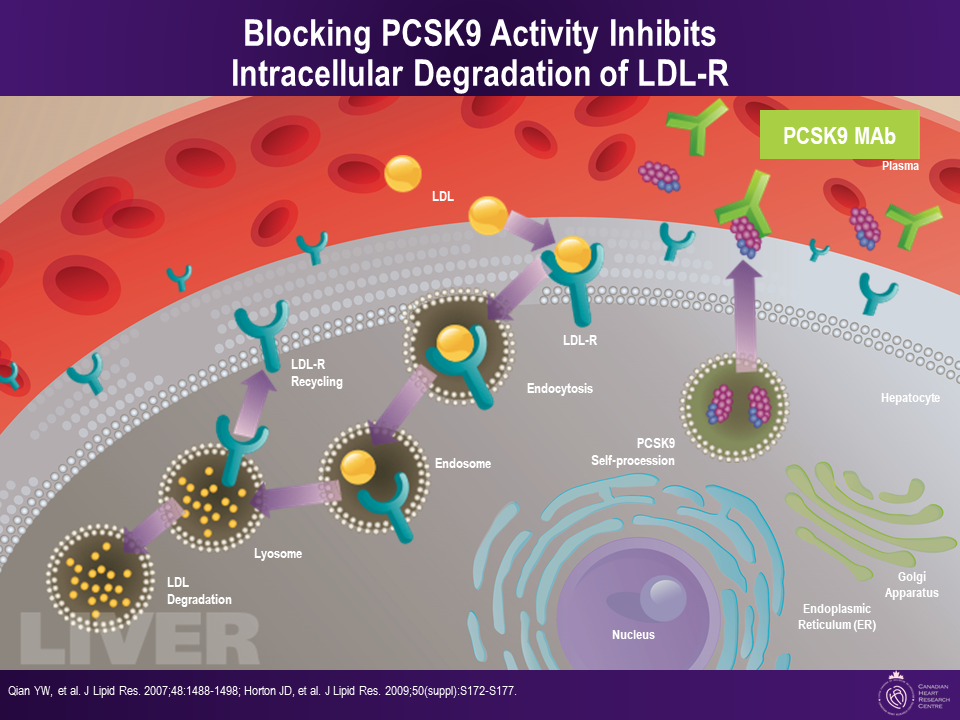 Blocking PCSK9 Activity Inhibits
Intracellular Degradation of LDL-R
PCSK9 MAb
Plasma
LDL
LDL-R
LDL-R
Recycling
Endocytosis
Hepatocyte
PCSK9
Self-procession
Endosome
Lyosome
LDL
Degradation
Golgi
Apparatus
Endoplasmic
Reticulum (ER)
Nucleus
LIVER
Qian YW, et al. J Lipid Res. 2007;48:1488-1498; Horton JD, et al. J Lipid Res. 2009;50(suppl):S172-S177.
CANADIAN
HEART
RESEARCH
CENTRE